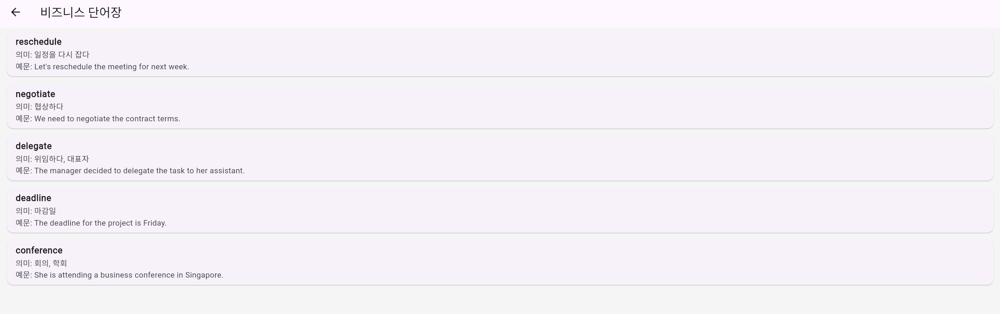 비즈니스 단어장
reschedule
의미: 일정을 다시 잡다
예문: Let's reschedule the meeting for next week.
negotiate
의미: 협상하다
예문: We need to negotiate the contract terms.
delegate
의미: 위임하다, 대표자
예문: The manager decided to delegate the task to her assistant.
deadline
의미: 마감일
예문: The deadline for the project is Friday.
conference
의미: 회의, 학회
예문: She is attending a business conference in Singapore.